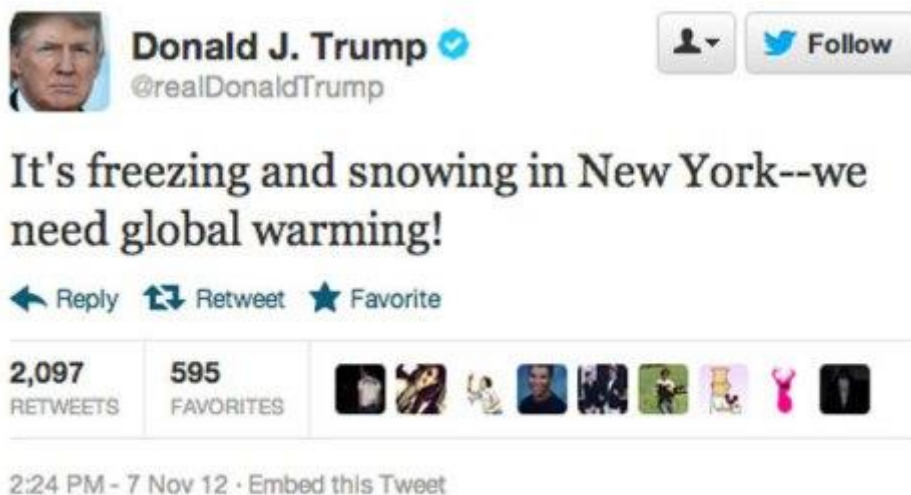 Donald J. Trump
@realDonaldTrump
Follow
It's freezing and snowing in New York--we
need global warming!
Reply Retweet Favorite
2,097 595
RETWEETS FAVORITES
2:24 PM - 7 Nov 12 · Embed this Tweet